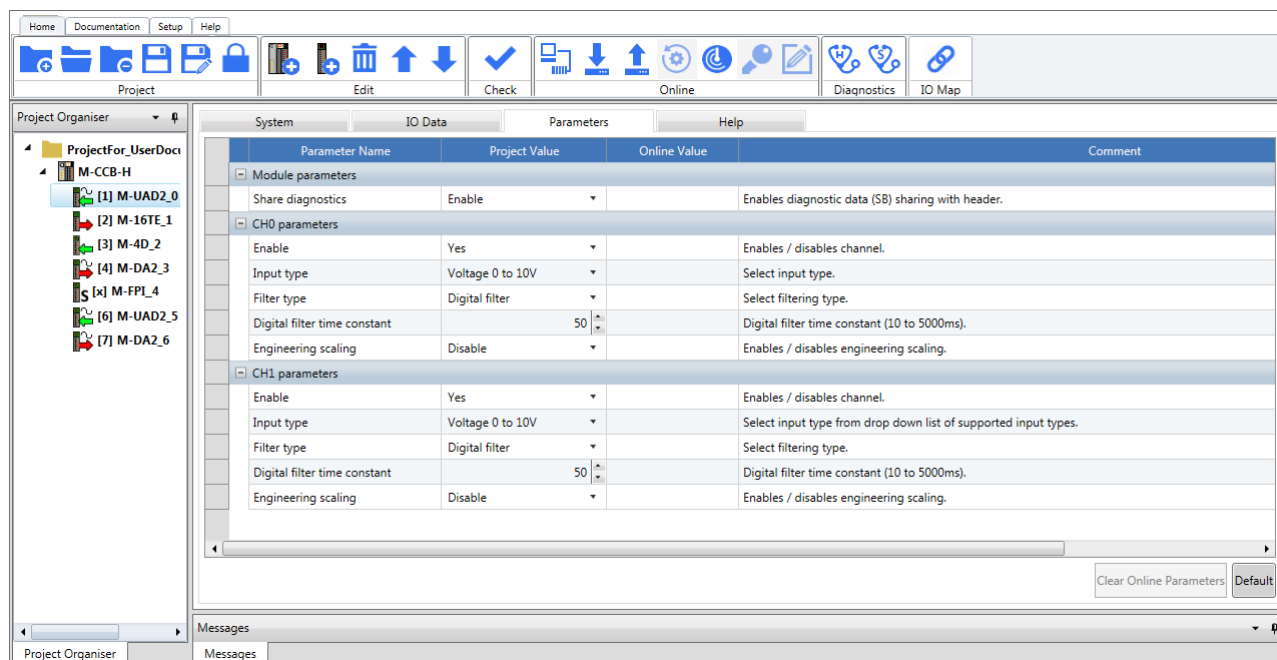 Home Documentation Setup Help
Project Edit Check Online Diagnostics IO Map
Project Organiser
ProjectFor_UserDocu
M-CCB-H
[1] M-UAD2_0
[2] M-16TE_1
[3] M-4D_2
[4] M-DA2_3
S [x] M-FPI_4
[6] M-UAD2_5
[7] M-DA2_6
System IO Data Parameters Help
Parameter Name Project Value Online Value Comment
Module parameters
Share diagnostics Enable Enables diagnostic data (SB) sharing with header.
CH0 parameters
Enable Yes Enables / disables channel.
Input type Voltage 0 to 10V Select input type.
Filter type Digital filter Select filtering type.
Digital filter time constant 50 Digital filter time constant (10 to 5000ms).
Engineering scaling Disable Enables / disables engineering scaling.
CH1 parameters
Enable Yes Enables / disables channel.
Input type Voltage 0 to 10V Select input type from drop down list of supported input types.
Filter type Digital filter Select filtering type.
Digital filter time constant 50 Digital filter time constant (10 to 5000ms).
Engineering scaling Disable Enables / disables engineering scaling.
Clear Online Parameters Default
Messages
Project Organiser Messages